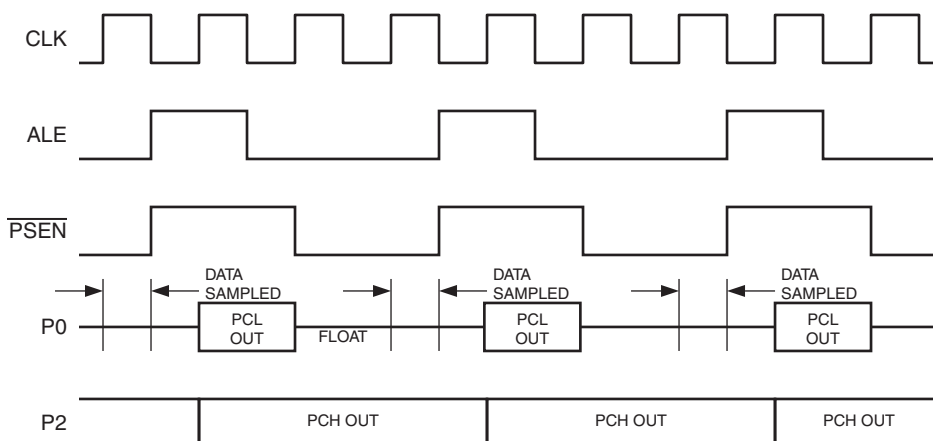 CLK
ALE
PSEN
DATA
SAMPLED
DATA
SAMPLED
DATA
SAMPLED
P0
PCL
OUT
FLOAT
PCL
OUT
PCL
OUT
P2
PCH OUT
PCH OUT
PCH OUT